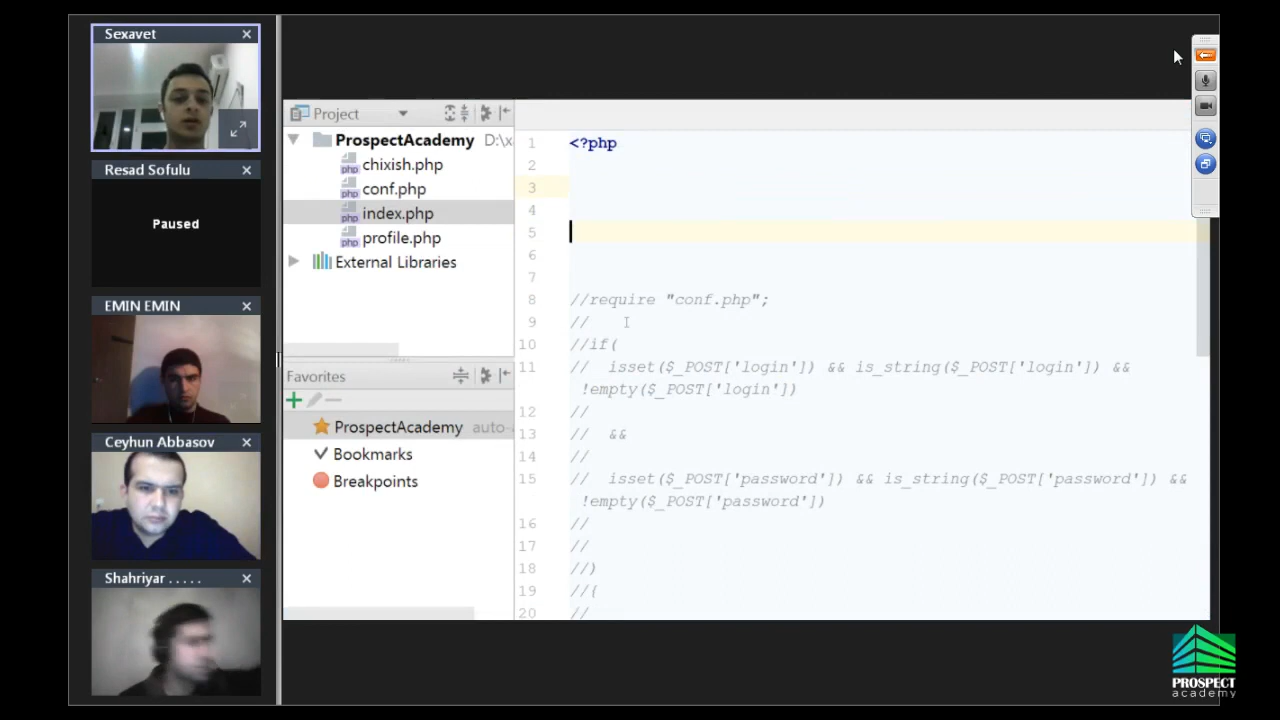 Sexavet
Resad Sofulu
Paused
EMIN EMIN
Ceyhun Abbasov
Shahriyar . . . . .
Project
ProspectAcademy D:\x
chixish.php
conf.php
index.php
profile.php
External Libraries
Favorites
ProspectAcademy auto-
Bookmarks
Breakpoints
1 <?php
2
3
4
5
6
7
8 //require "conf.php";
9 //
10 //if(
11 // isset($_POST['login']) && is_string($_POST['login']) &&
!empty($_POST['login'])
12 //
13 // &&
14 //
15 // isset($_POST['password']) && is_string($_POST['password']) &&
!empty($_POST['password'])
16 //
17 //
18 //)
19 //{
20 //
PROSPECT
academy